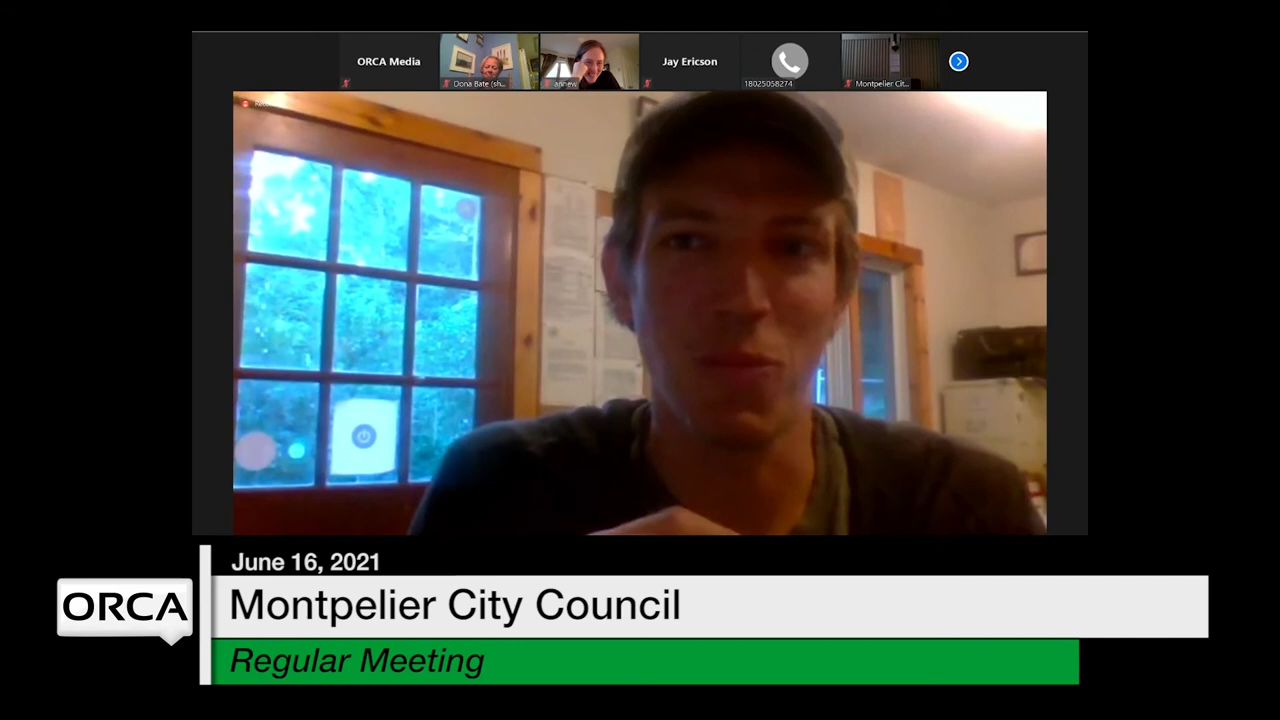 ORCA Media
Dona Bate (sh...
annew
Jay Ericson
18025058274
Montpelier Cit...
June 16, 2021
ORCA
Montpelier City Council
Regular Meeting